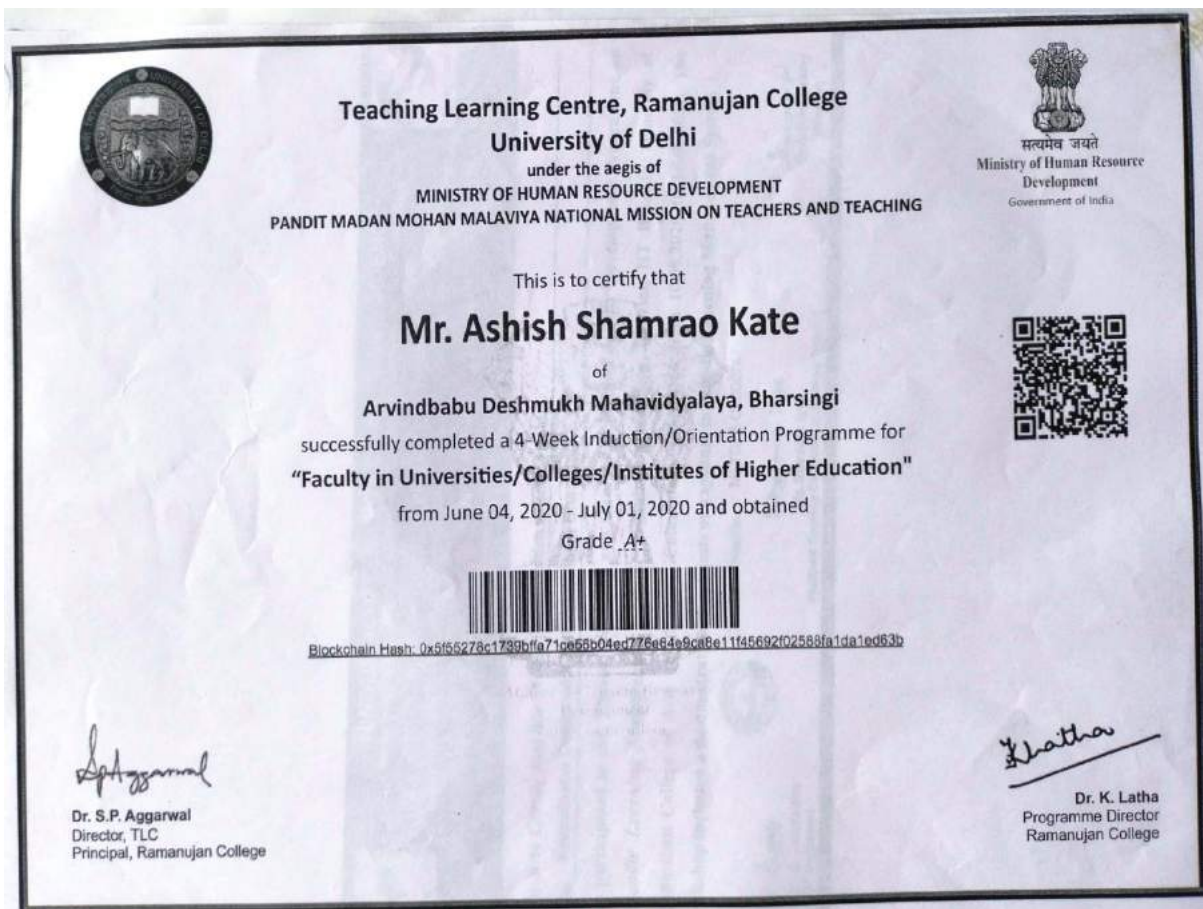 Teaching Learning Centre, Ramanujan College
University of Delhi
under the aegis of
MINISTRY OF HUMAN RESOURCE DEVELOPMENT
PANDIT MADAN MOHAN MALAVIYA NATIONAL MISSION ON TEACHERS AND TEACHING
सत्यमेव जयते
Ministry of Human Resource
Development
Government of India
This is to certify that
Mr. Ashish Shamrao Kate
of
Arvindbabu Deshmukh Mahavidyalaya, Bharsingi
successfully completed a 4-Week Induction/Orientation Programme for
“Faculty in Universities/Colleges/Institutes of Higher Education"
from June 04, 2020 - July 01, 2020 and obtained
Grade A+
Blockchain Hash:
Dr. S.P. Aggarwal
Director, TLC
Principal, Ramanujan College
Dr. K. Latha
Programme Director
Ramanujan College